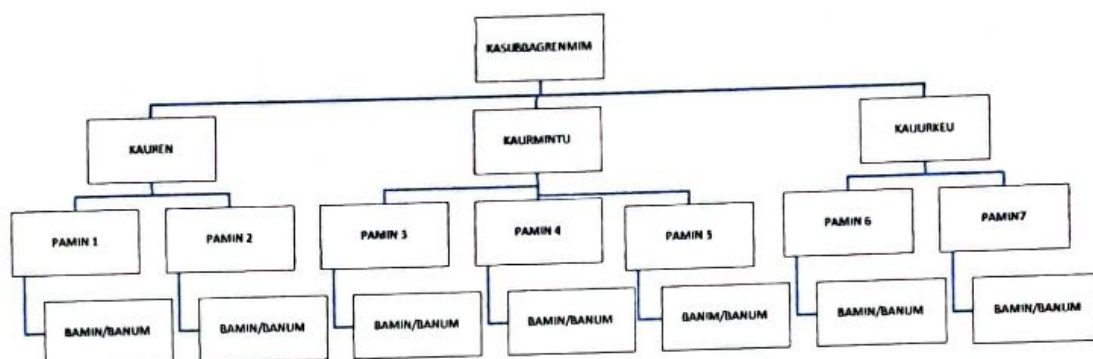 KASUBBAGRENMIM
KAUREN
KAURMINTU
KAUURKEU
PAMIN 1
PAMIN 2
PAMIN 3
PAMIN 4
PAMIN 5
PAMIN 6
PAMIN7
BAMIN/BANUM
BAMIN/BANUM
BAMIN/BANUM
BAMIN/BANUM
BANIM/BANUM
BAMIN/BANUM
BAMIN/BANUM